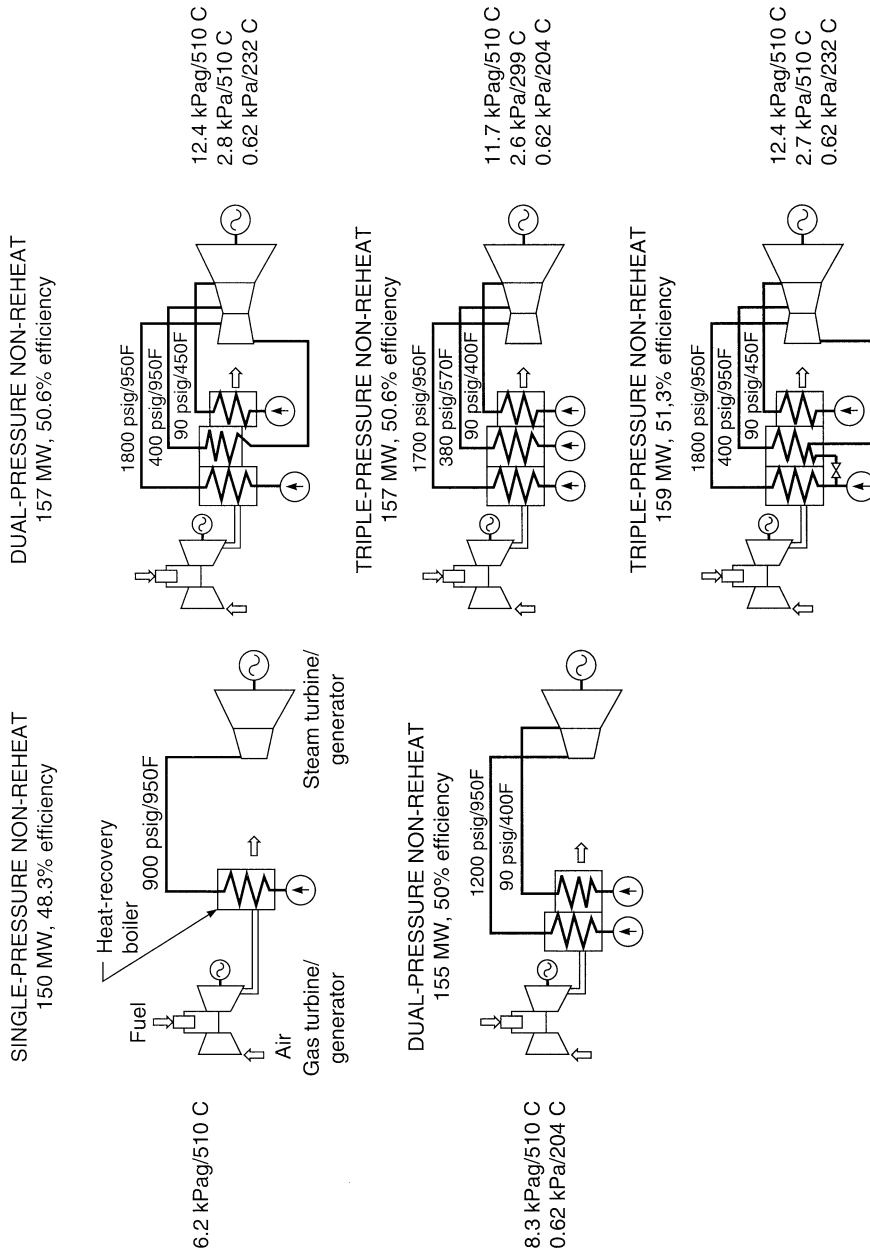 SINGLE-PRESSURE NON-REHEAT
150 MW, 48.3% efficiency
Heat-recovery
boiler
900 psig/950F
Fuel
Air
Gas turbine/
generator
Steam turbine/
generator
6.2 kPag/510 C
DUAL-PRESSURE NON-REHEAT
155 MW, 50% efficiency
1200 psig/950F
90 psig/400F
8.3 kPag/510 C
0.62 kPa/204 C
DUAL-PRESSURE NON-REHEAT
157 MW, 50.6% efficiency
1800 psig/950F
400 psig/950F
90 psig/450F
12.4 kPag/510 C
2.8 kPa/510 C
0.62 kPa/232 C
TRIPLE-PRESSURE NON-REHEAT
157 MW, 50.6% efficiency
1700 psig/950F
380 psig/570F
90 psig/400F
11.7 kPag/510 C
2.6 kPa/299 C
0.62 kPa/204 C
TRIPLE-PRESSURE NON-REHEAT
159 MW, 51,3% efficiency
1800 psig/950F
400 psig/950F
90 psig/450F
12.4 kPag/510 C
2.7 kPa/510 C
0.62 kPa/232 C